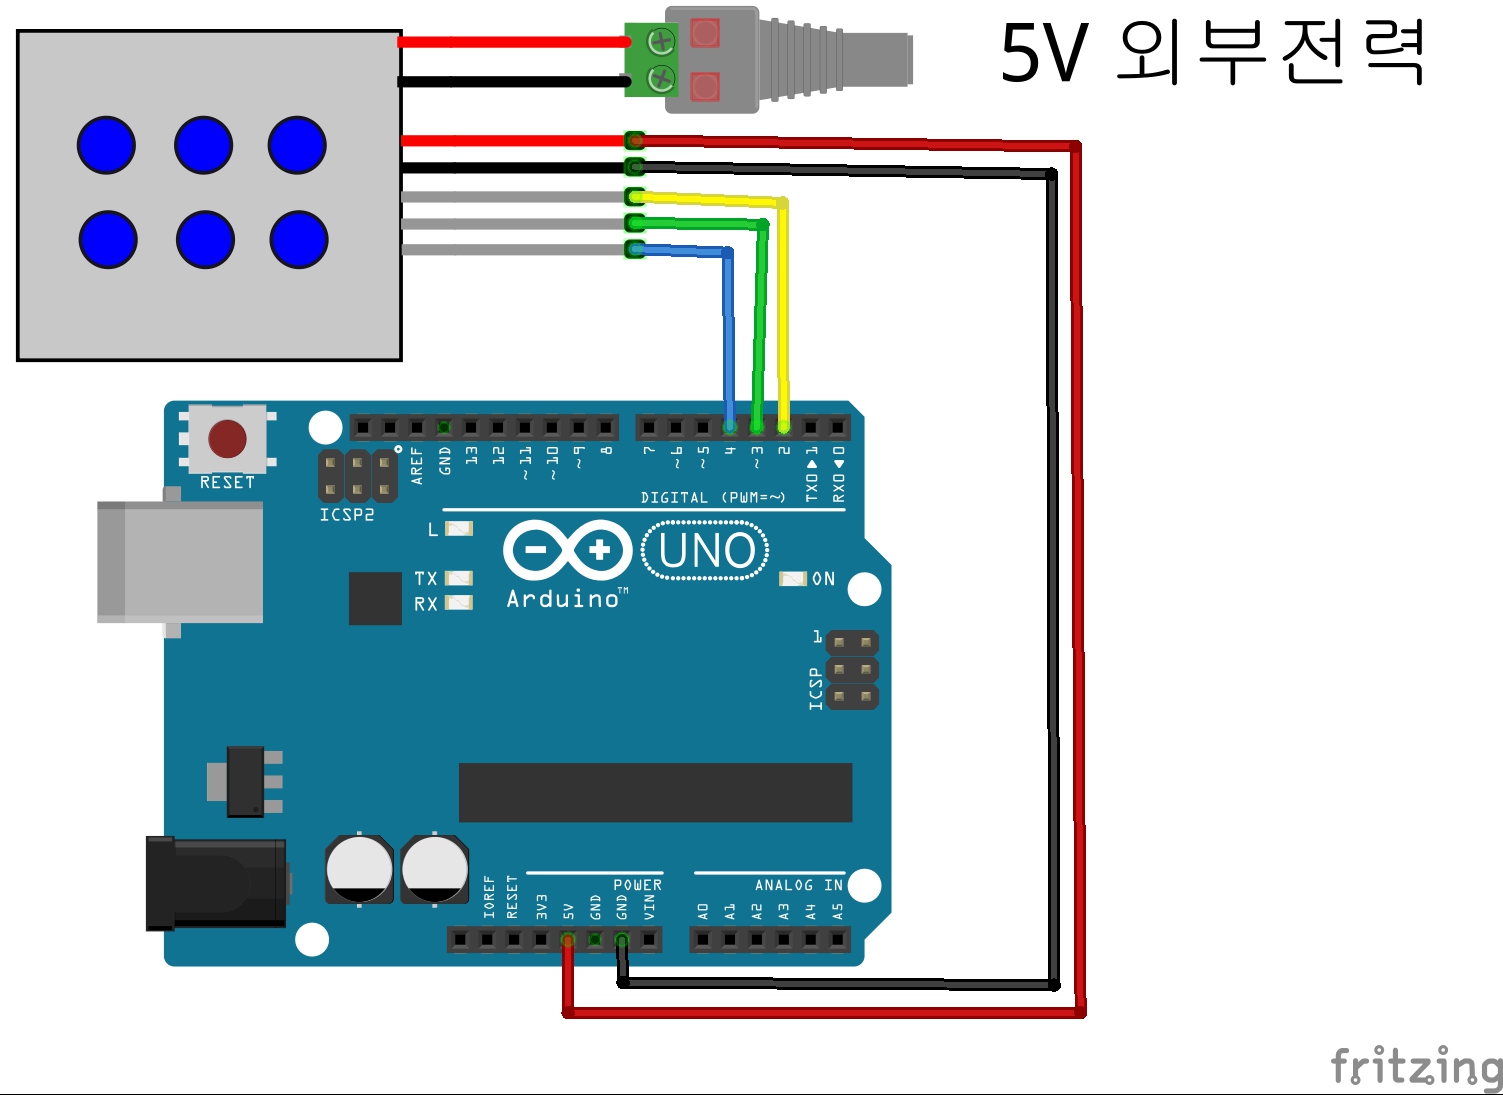 5V 외부전력
RESET
ICSP2
AREF
GND
13
12
~11
~10
~9
8
7
~6
~5
4
~3
2
TX0▶1
RX0◀0
DIGITAL (PWM=~)
L
TX
RX
UNO
Arduino™
ON
1
ICSP
POWER
ANALOG IN
IOREF
RESET
3V3
5V
GND
GND
VIN
A0
A1
A2
A3
A4
A5
fritzing